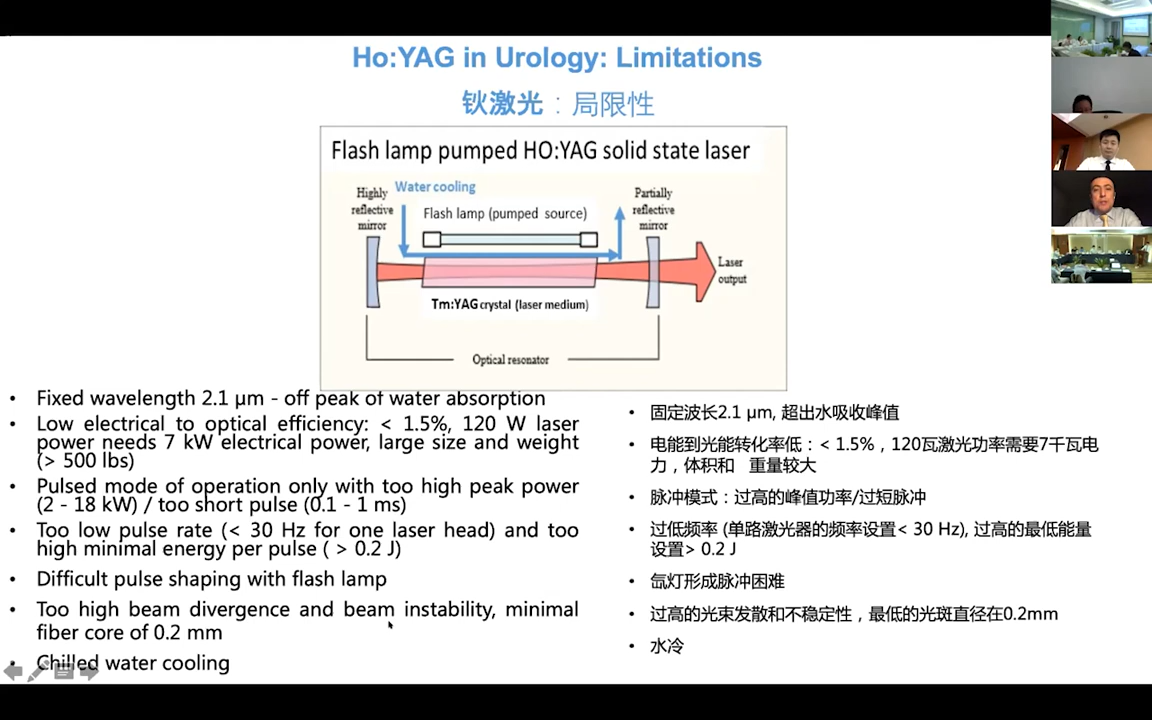 Ho:YAG in Urology: Limitations
钬激光：局限性
Flash lamp pumped HO:YAG solid state laser
Highly
reflective
mirror
Water cooling
Flash lamp (pumped source)
Partially
reflective
mirror
Laser
output
Tm:YAG crystal (laser medium)
Optical resonator
• Fixed wavelength 2.1 μm - off peak of water absorption
• Low electrical to optical efficiency: < 1.5%, 120 W laser
power needs 7 kW electrical power, large size and weight
(> 500 lbs)
• Pulsed mode of operation only with too high peak power
(2 - 18 kW) / too short pulse (0.1 - 1 ms)
• Too low pulse rate (< 30 Hz for one laser head) and too
high minimal energy per pulse ( > 0.2 J)
• Difficult pulse shaping with flash lamp
• Too high beam divergence and beam instability, minimal
fiber core of 0.2 mm
• Chilled water cooling
• 固定波长2.1 μm, 超出水吸收峰值
• 电能到光能转化率低：< 1.5%，120瓦激光功率需要7千瓦电
力，体积和 重量较大
• 脉冲模式：过高的峰值功率/过短脉冲
• 过低频率 (单路激光器的频率设置< 30 Hz), 过高的最低能量
设置> 0.2 J
• 氙灯形成脉冲困难
• 过高的光束发散和不稳定性，最低的光斑直径在0.2mm
• 水冷